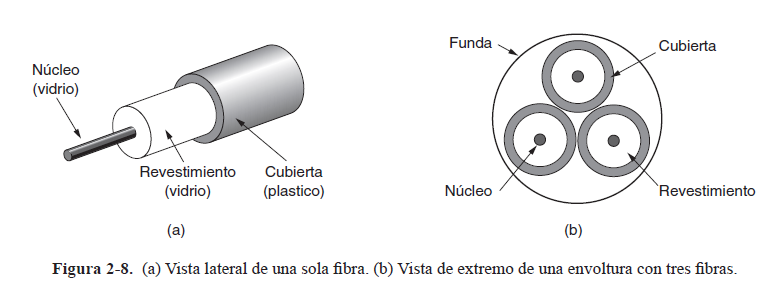 Núcleo
(vidrio)
Revestimiento
(vidrio)
Cubierta
(plastico)
(a)
Funda
Cubierta
Núcleo
Revestimiento
(b)
Figura 2-8. (a) Vista lateral de una sola fibra. (b) Vista de extremo de una envoltura con tres fibras.